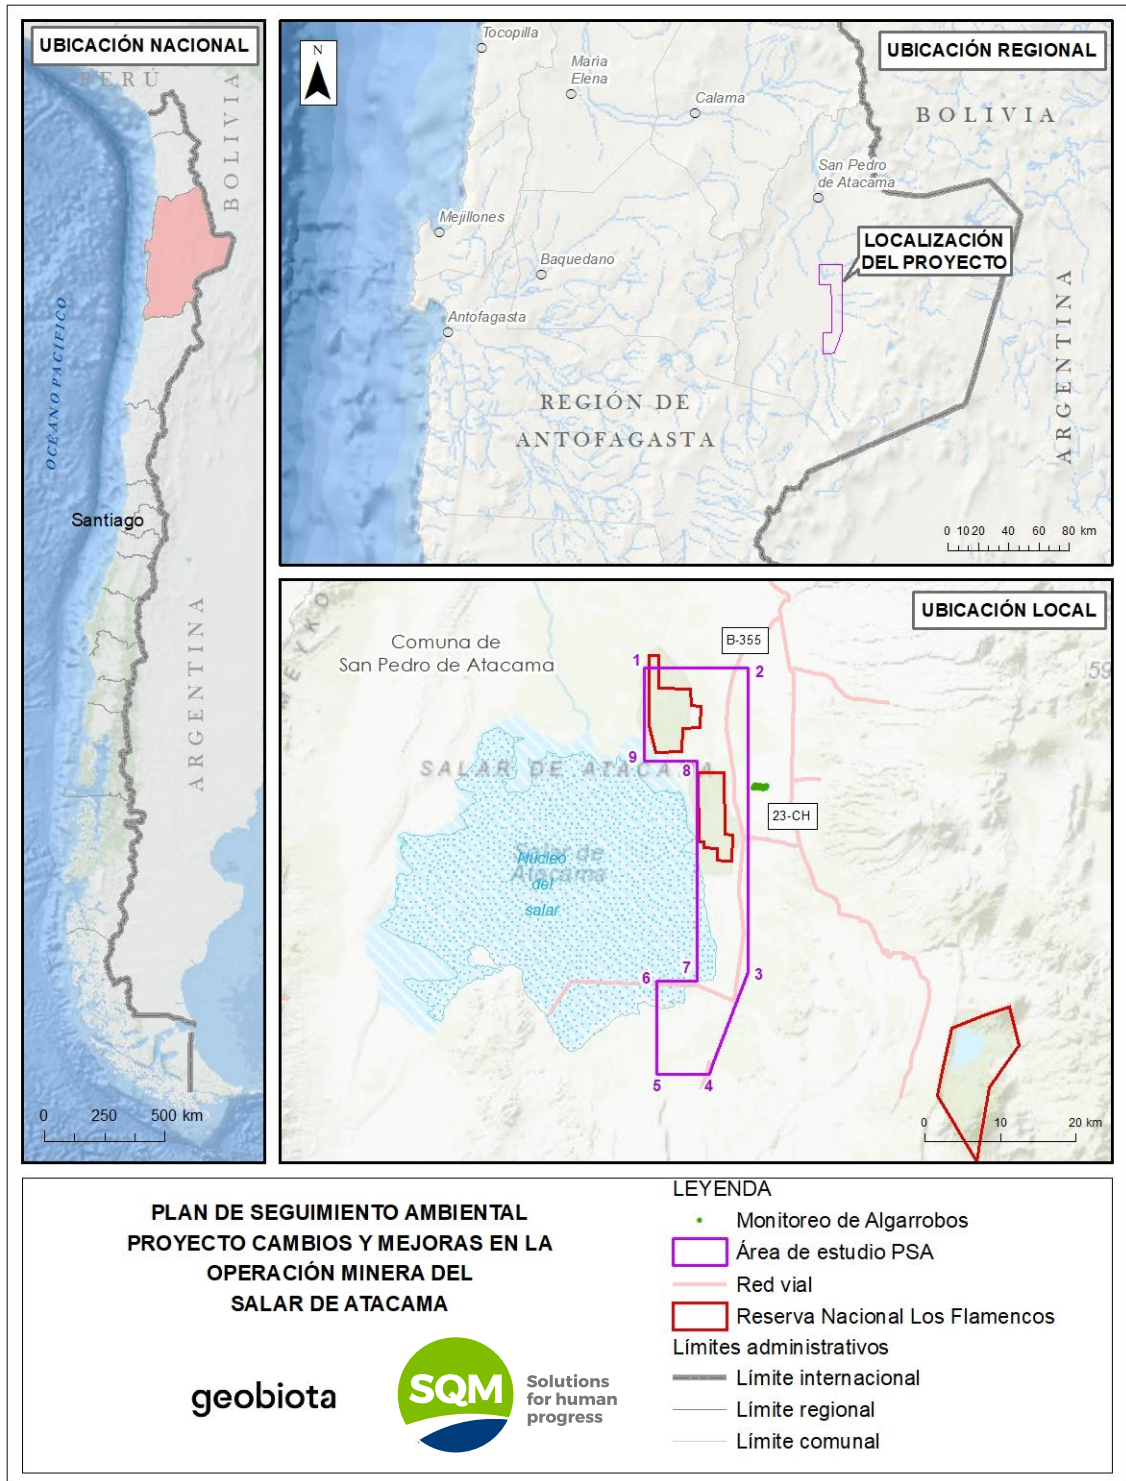 UBICACIÓN NACIONAL
PERÚ
BOLIVIA
OCÉANO PACÍFICO
Santiago
ARGENTINA
0 250 500 km
UBICACIÓN REGIONAL
N
Tocopilla
Maria
Elena
Calama
BOLIVIA
San Pedro
de Atacama
Mejillones
LOCALIZACIÓN
DEL PROYECTO
Baquedano
Antofagasta
ARGENTINA
REGIÓN DE
ANTOFAGASTA
0 10 20 40 60 80 km
UBICACIÓN LOCAL
Comuna de
San Pedro de Atacama
B-355
1
2
59
9
8
SALAR DE ATACAMA
23-CH
Salar de
Atacama
Núcleo
del
salar
7
6
3
5
4
0 10 20 km
PLAN DE SEGUIMIENTO AMBIENTAL
PROYECTO CAMBIOS Y MEJORAS EN LA
OPERACIÓN MINERA DEL
SALAR DE ATACAMA
geobiota
SQM
Solutions
for human
progress
LEYENDA
Monitoreo de Algarrobos
Área de estudio PSA
Red vial
Reserva Nacional Los Flamencos
Límites administrativos
Límite internacional
Límite regional
Límite comunal